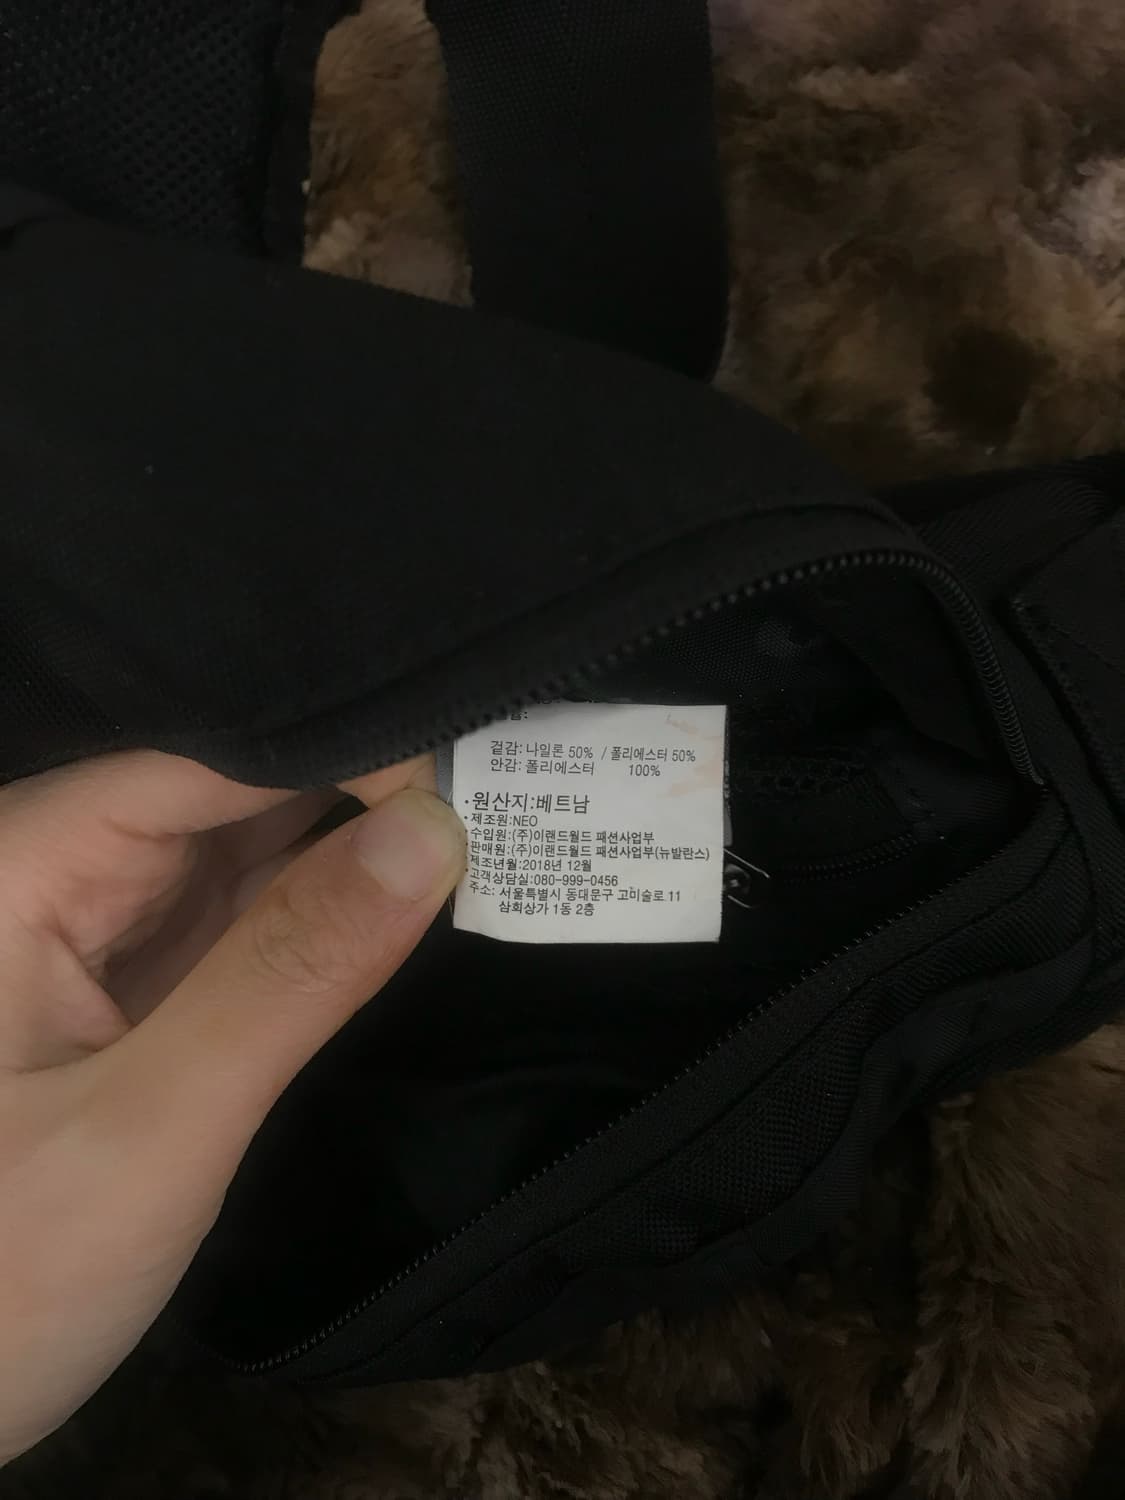 겉감: 나일론 50% / 폴리에스터 50%
안감: 폴리에스터 100%
·원산지:베트남
·제조원:NEO
·수입원:(주)이랜드월드 패션사업부
·판매원:(주)이랜드월드 패션사업부(뉴발란스)
제조년월:2018년 12월
·고객상담실:080-999-0456
주소: 서울특별시 동대문구 고미술로 11
삼희상가 1동 2층